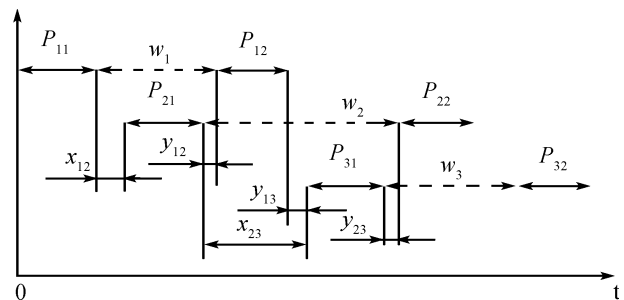 P₁₁ w₁ P₁₂
P₂₁ w₂ P₂₂
x₁₂ y₁₂ P₃₁ w₃ P₃₂
y₁₃
x₂₃ y₂₃
0 t